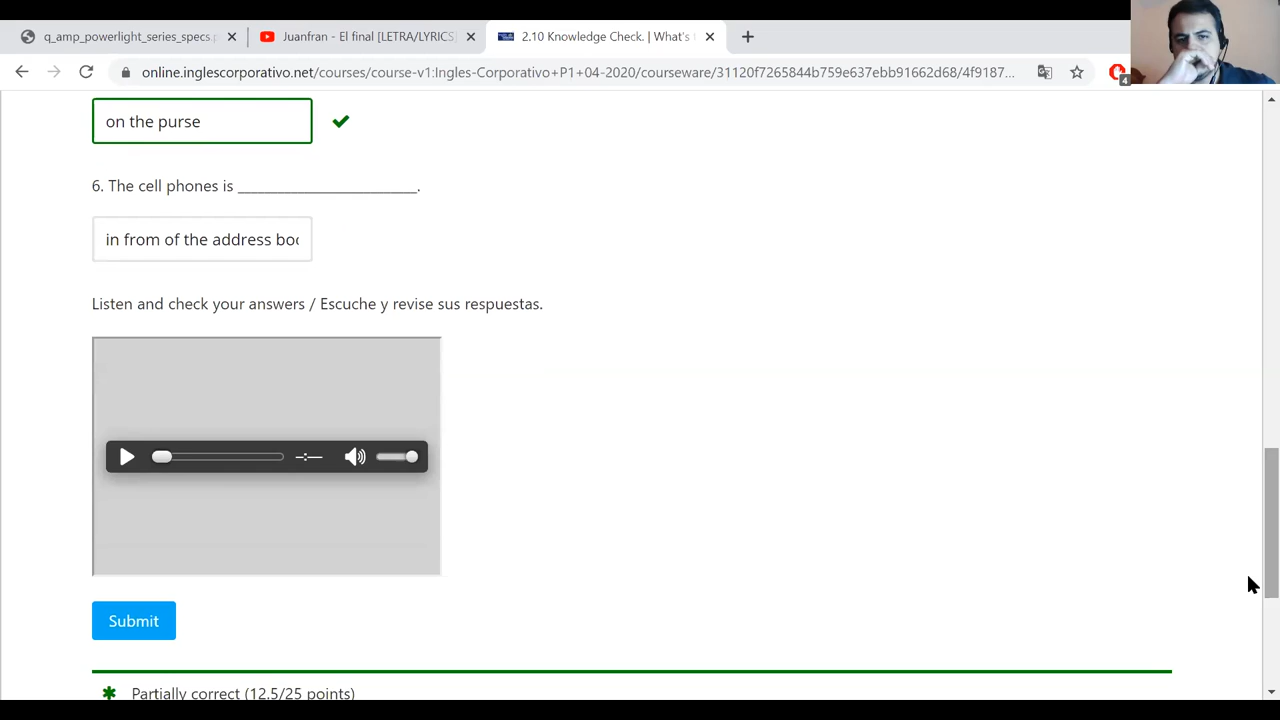 q_amp_powerlight_series_specs.p
Juanfran - El final [LETRA/LYRICS]
2.10 Knowledge Check. | What's
online.inglescorporativo.net/courses/course-v1:Ingles-Corporativo+P1+04-2020/courseware/31120f7265844b759e637ebb91662d68/4f9187...
4
on the purse
6. The cell phones is _________________________.
in from of the address boo
Listen and check your answers / Escuche y revise sus respuestas.
--:--
Submit
Partially correct (12.5/25 points)